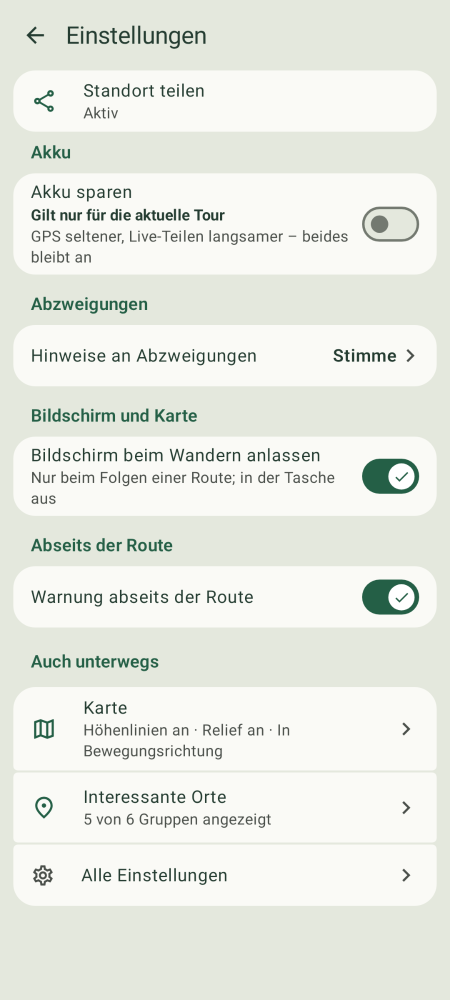 Einstellungen
Standort teilen
Aktiv
Akku
Akku sparen
Gilt nur für die aktuelle Tour
GPS seltener, Live-Teilen langsamer – beides
bleibt an
Abzweigungen
Hinweise an Abzweigungen
Stimme
Bildschirm und Karte
Bildschirm beim Wandern anlassen
Nur beim Folgen einer Route; in der Tasche
aus
Abseits der Route
Warnung abseits der Route
Auch unterwegs
Karte
Höhenlinien an · Relief an · In
Bewegungsrichtung
Interessante Orte
5 von 6 Gruppen angezeigt
Alle Einstellungen